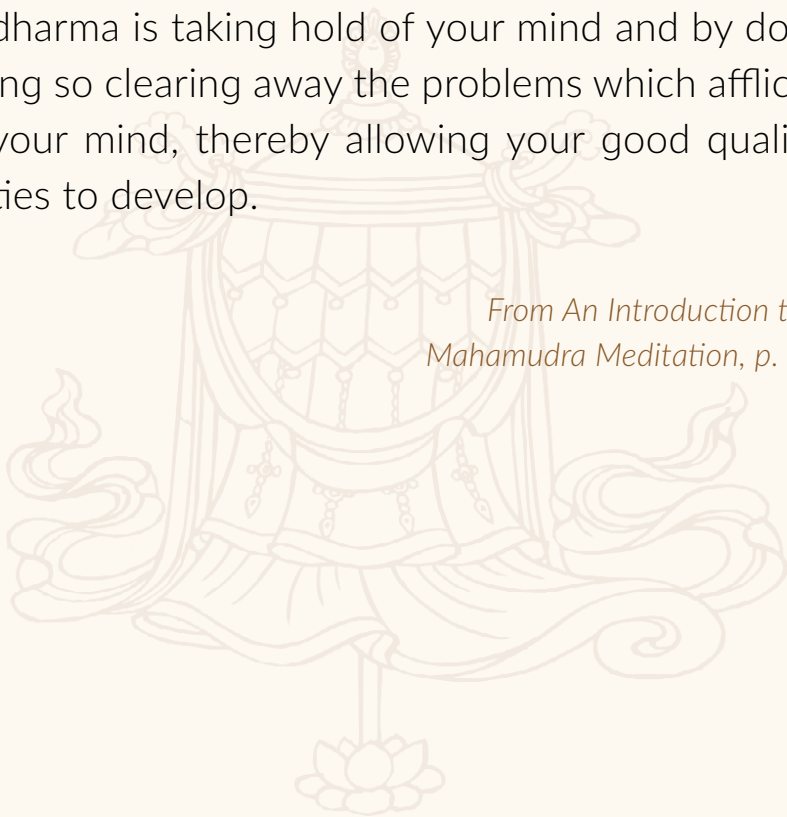 dharma is taking hold of your mind and by do
ng so clearing away the problems which afflic
your mind, thereby allowing your good quali
ties to develop.
From An Introduction t
Mahamudra Meditation, p.